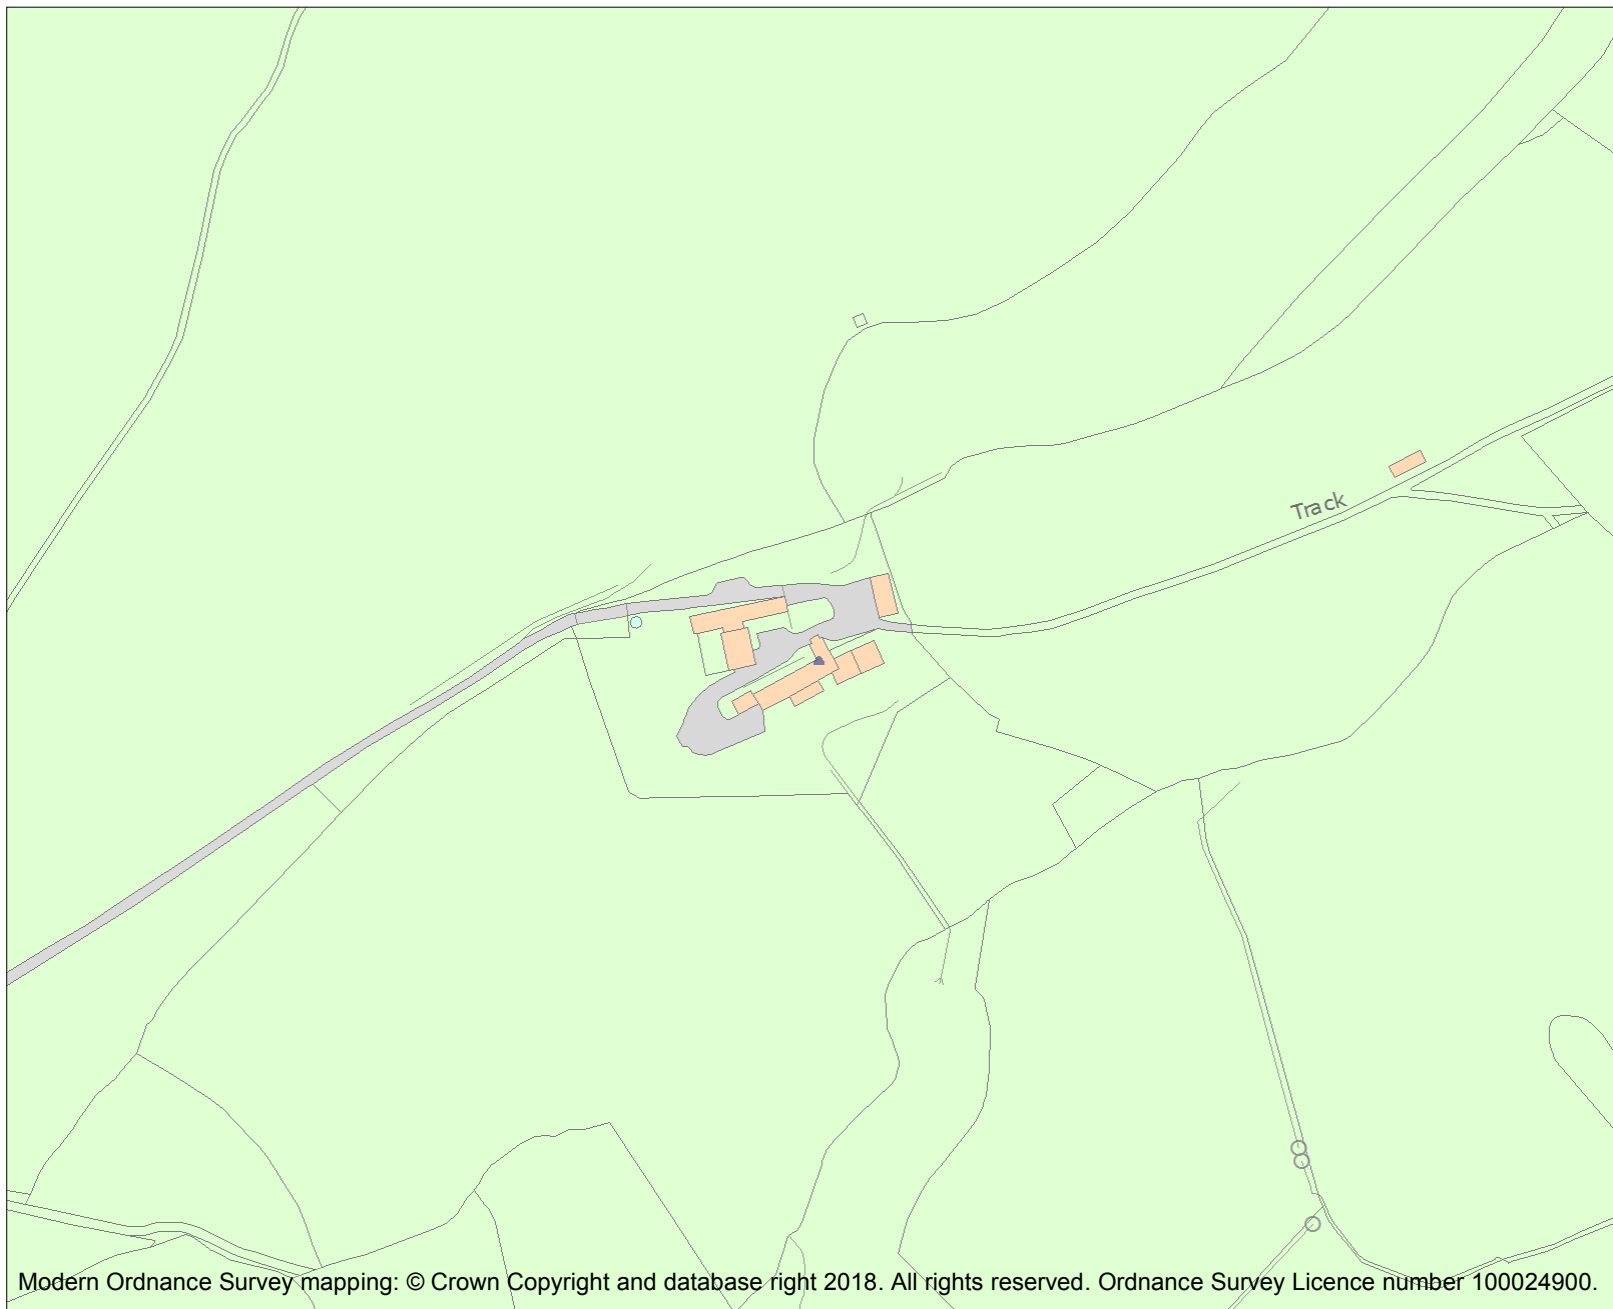 Track
Modern Ordnance Survey mapping: © Crown Copyright and database right 2018. All rights reserved. Ordnance Survey Licence number 100024900.